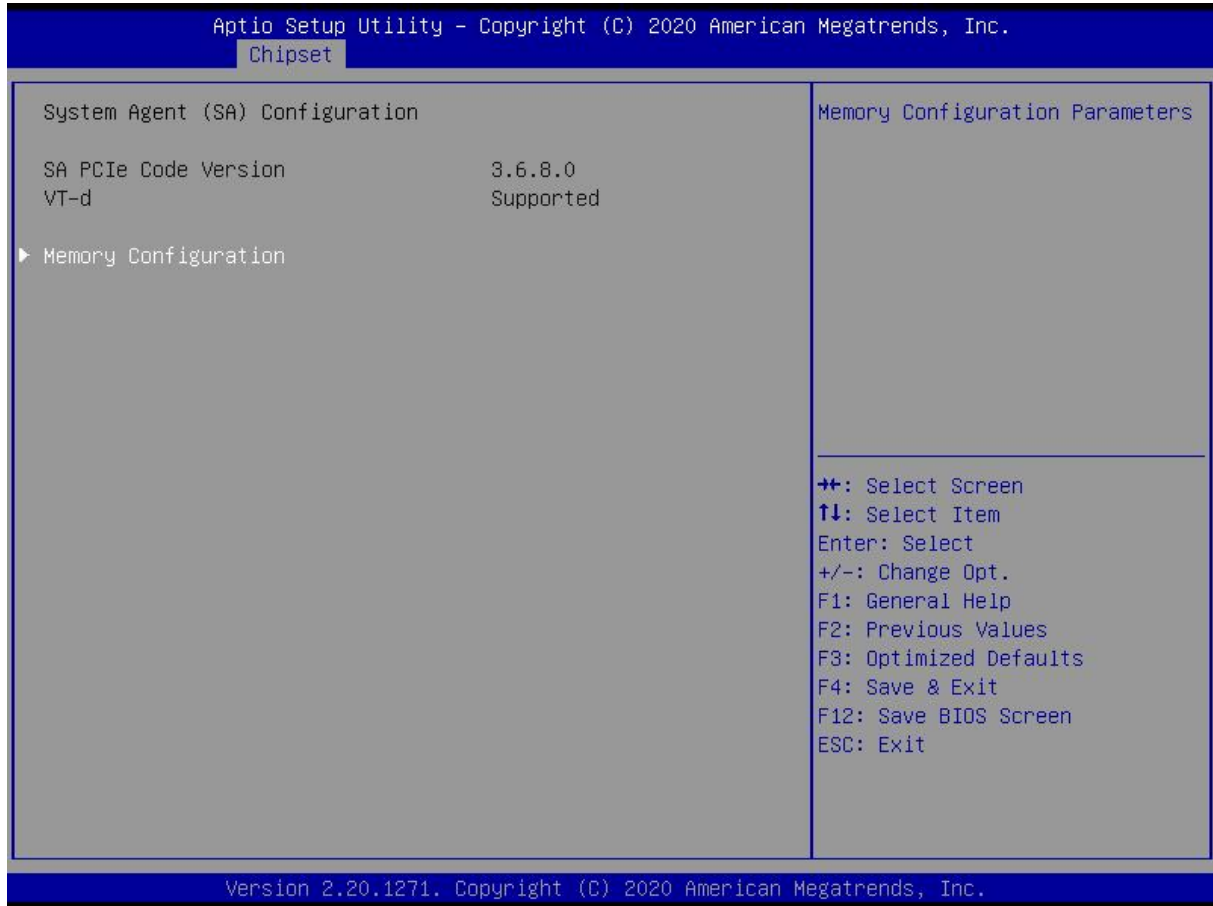 Aptio Setup Utility – Copyright (C) 2020 American Megatrends, Inc.
Chipset
System Agent (SA) Configuration
SA PCIe Code Version 3.6.8.0
VT-d Supported
Memory Configuration
Memory Configuration Parameters
→←: Select Screen
↑↓: Select Item
Enter: Select
+/-: Change Opt.
F1: General Help
F2: Previous Values
F3: Optimized Defaults
F4: Save & Exit
F12: Save BIOS Screen
ESC: Exit
Version 2.20.1271. Copyright (C) 2020 American Megatrends, Inc.